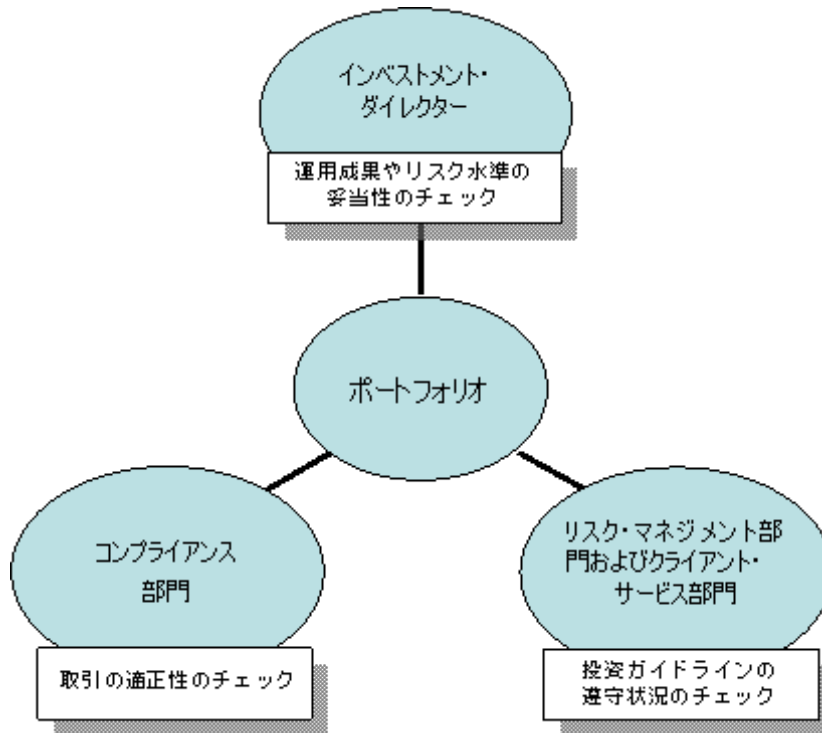 インベストメント・
ダイレクター
運用成果やリスク水準の
妥当性のチェック
ポートフォリオ
コンプライアンス
部門
取引の適正性のチェック
リスク・マネジメント部
門およびクライアント・
サービス部門
投資ガイドラインの
遵守状況のチェック